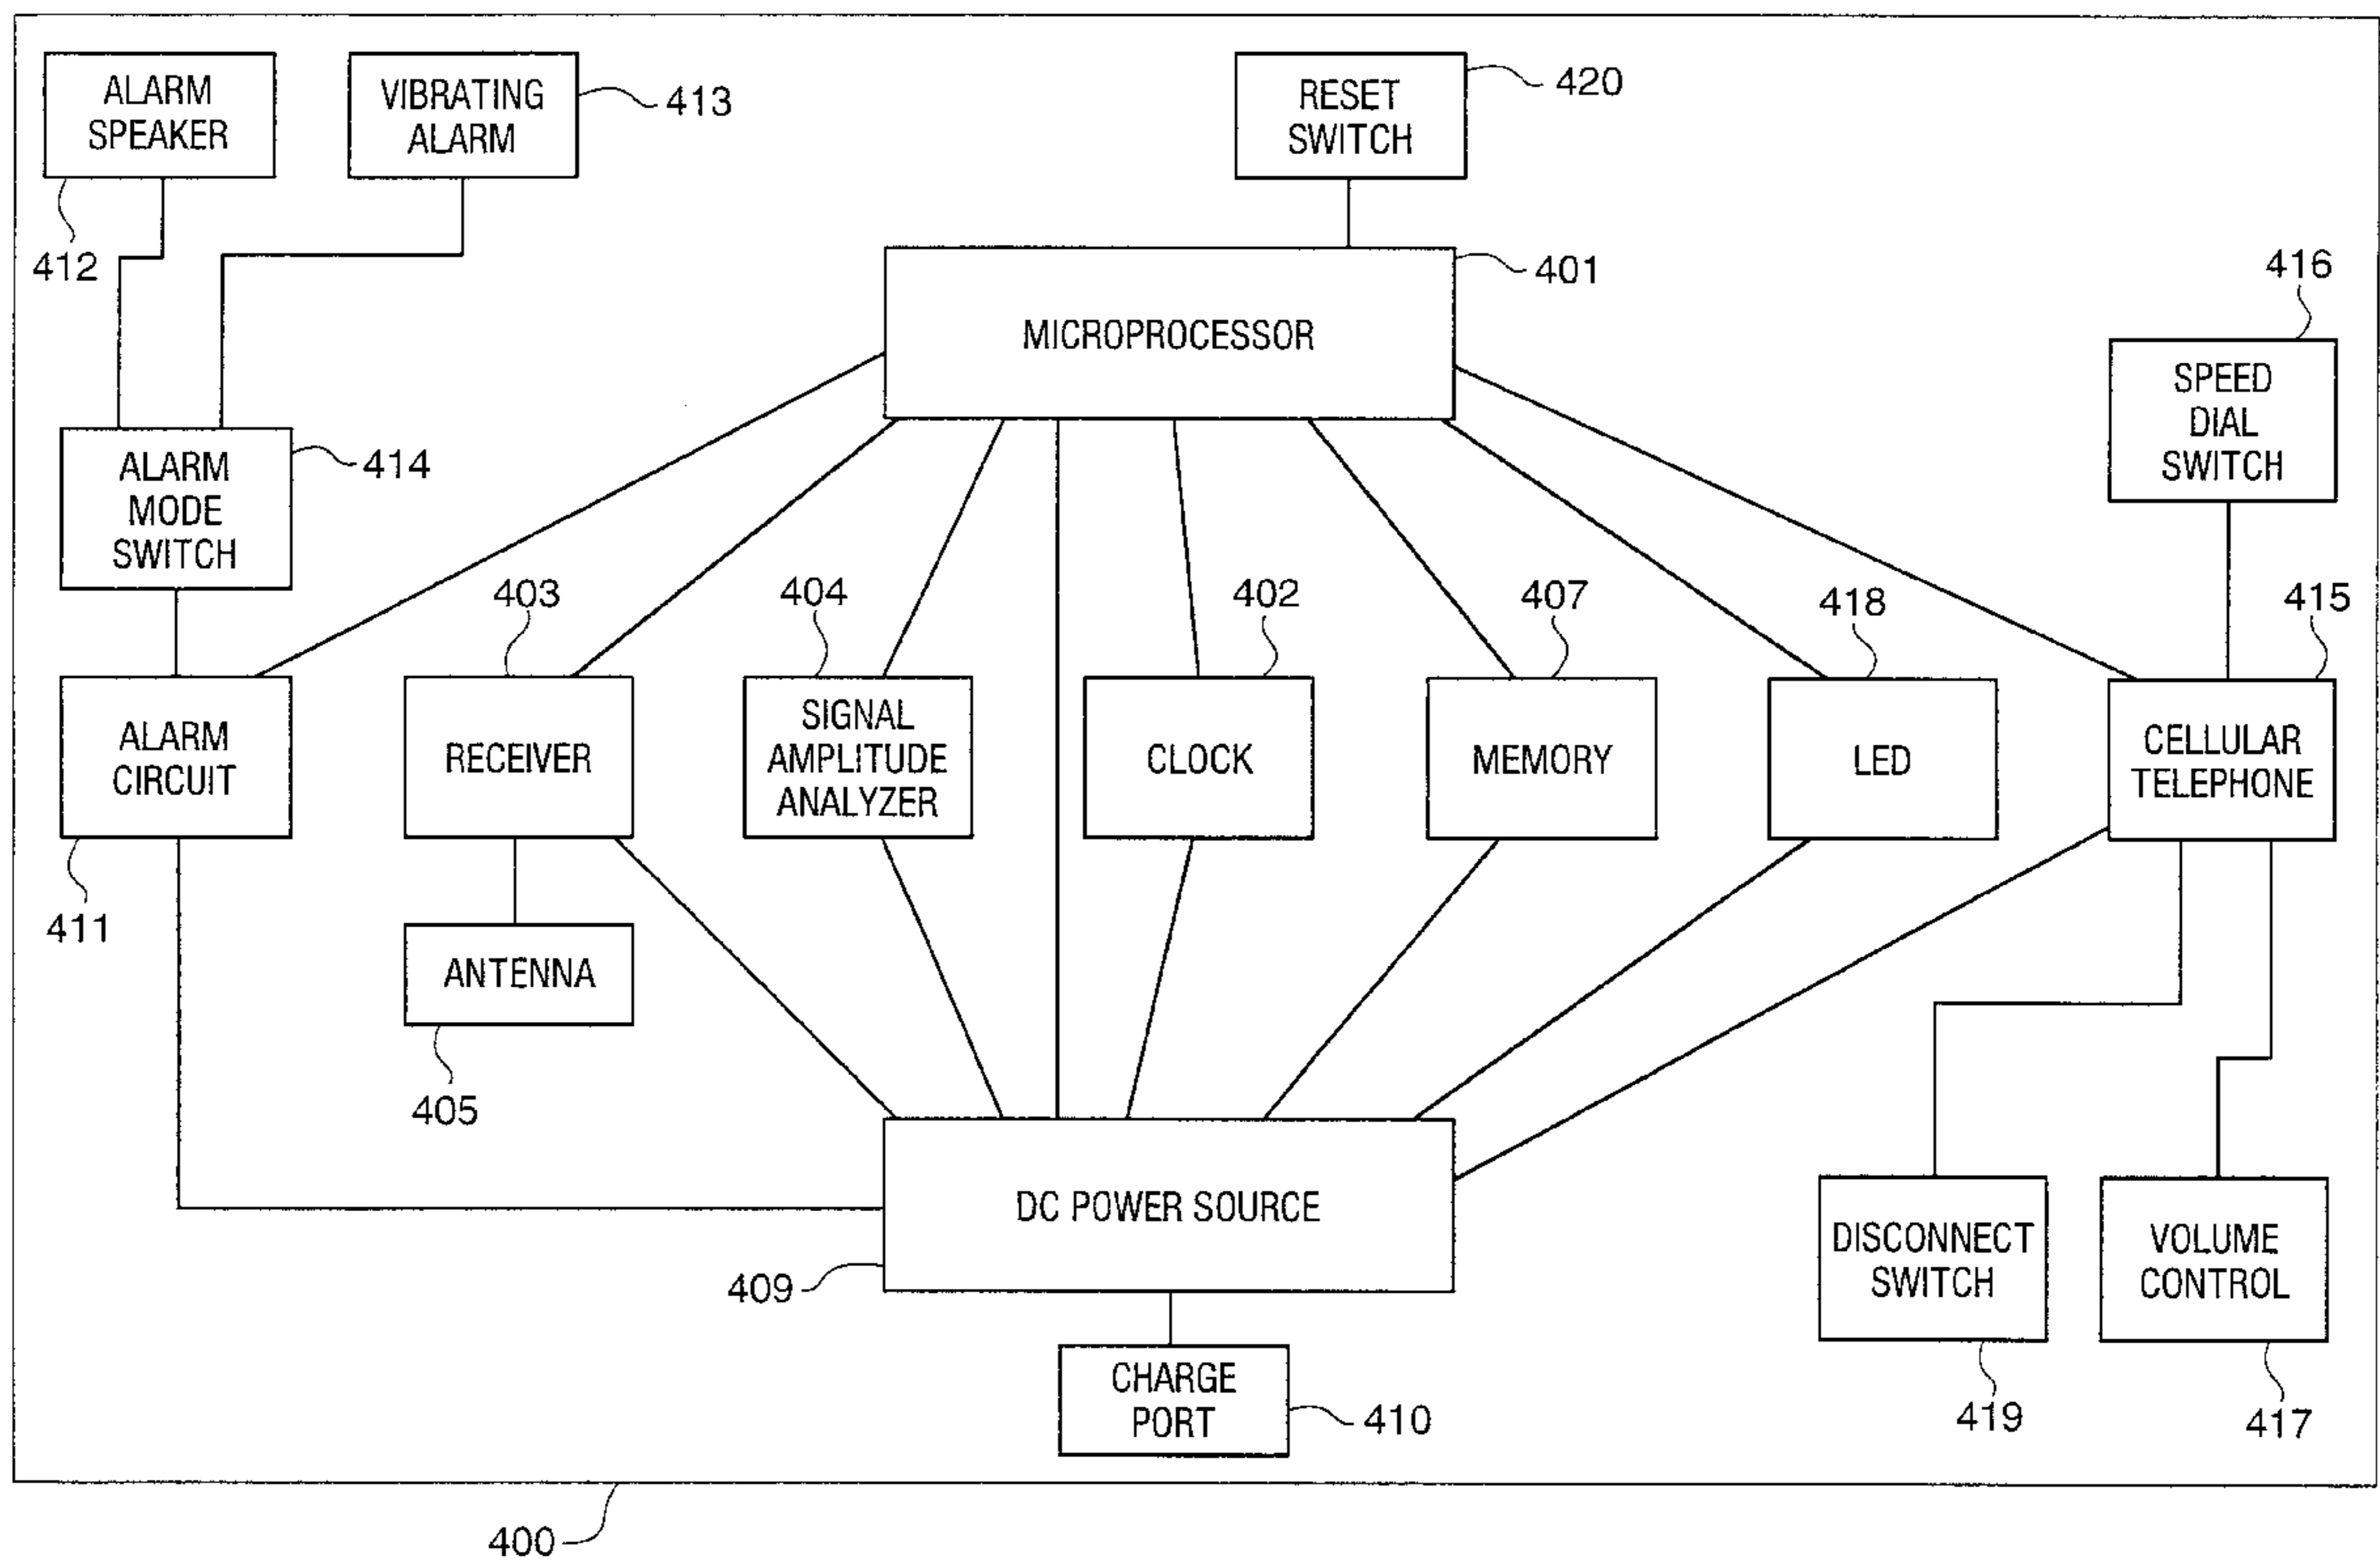 ALARM
SPEAKER
412
VIBRATING
ALARM
413
RESET
SWITCH
420
MICROPROCESSOR
401
416
SPEED
DIAL
SWITCH
ALARM
MODE
SWITCH
414
403
404
402
407
418
415
ALARM
CIRCUIT
411
RECEIVER
SIGNAL
AMPLITUDE
ANALYZER
CLOCK
MEMORY
LED
CELLULAR
TELEPHONE
ANTENNA
405
DC POWER SOURCE
409
DISCONNECT
SWITCH
419
VOLUME
CONTROL
417
CHARGE
PORT
410
400